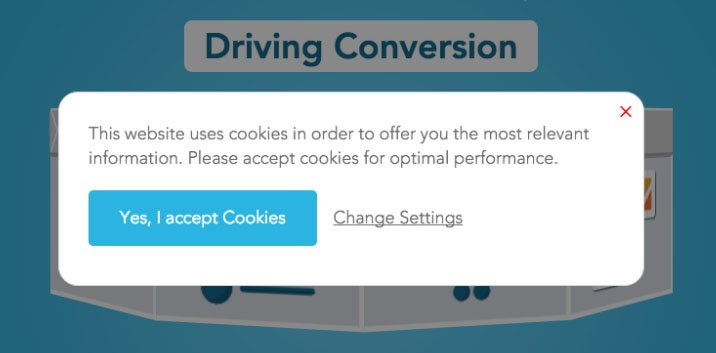 Driving Conversion
This website uses cookies in order to offer you the most relevant
information. Please accept cookies for optimal performance.
Yes, I accept Cookies
Change Settings